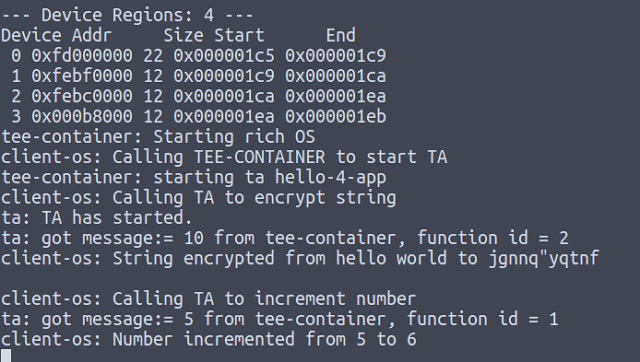 --- Device Regions: 4 ---
Device Addr     Size Start      End
 0 0xfd000000 22 0x000001c5 0x000001c9
 1 0xfebf0000 12 0x000001c9 0x000001ca
 2 0xfebc0000 12 0x000001ca 0x000001ea
 3 0x000b8000 12 0x000001ea 0x000001eb
tee-container: Starting rich OS
client-os: Calling TEE-CONTAINER to start TA
tee-container: starting ta hello-4-app
client-os: Calling TA to encrypt string
ta: TA has started.
ta: got message:= 10 from tee-container, function id = 2
client-os: String encrypted from hello world to jgnnq"yqtnf
client-os: Calling TA to increment number
ta: got message:= 5 from tee-container, function id = 1
client-os: Number incremented from 5 to 6